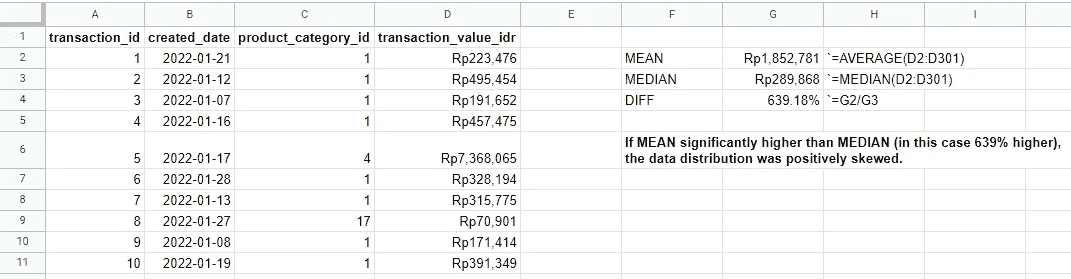 A B C D E F G H I
1 transaction_id created_date product_category_id transaction_value_idr
2 1 2022-01-21 1 Rp223,476 MEAN Rp1,852,781 `=AVERAGE(D2:D301)
3 2 2022-01-12 1 Rp495,454 MEDIAN Rp289,868 `=MEDIAN(D2:D301)
4 3 2022-01-07 1 Rp191,652 DIFF 639.18% `=G2/G3
5 4 2022-01-16 1 Rp457,475
If MEAN significantly higher than MEDIAN (in this case 639% higher),
6 5 2022-01-17 4 Rp7,368,065 the data distribution was positively skewed.
7 6 2022-01-28 1 Rp328,194
8 7 2022-01-13 1 Rp315,775
9 8 2022-01-27 17 Rp70,901
10 9 2022-01-08 1 Rp171,414
11 10 2022-01-19 1 Rp391,349